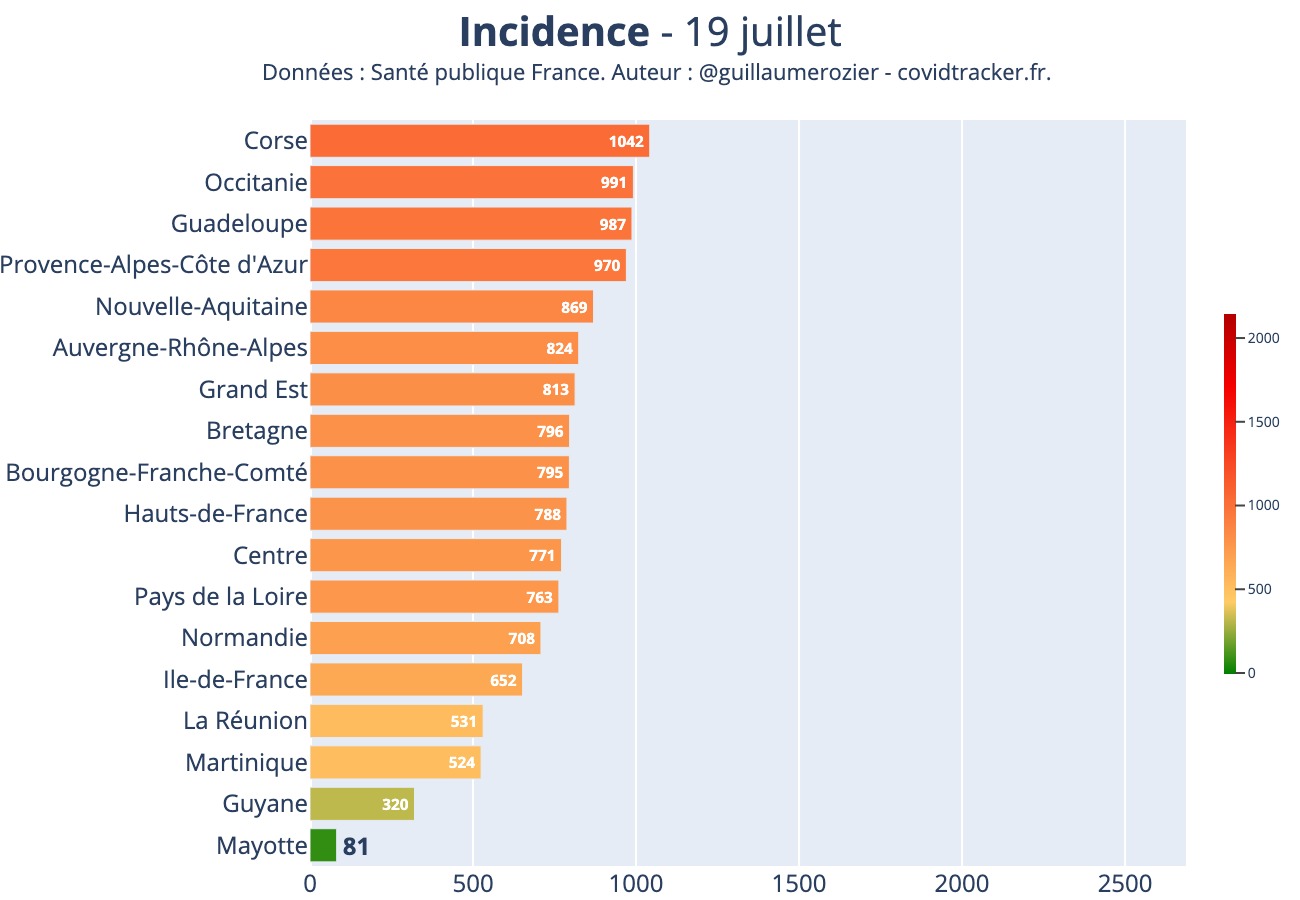 Incidence - 19 juillet
Données : Santé publique France. Auteur : @guillaumerozier - covidtracker.fr.
Corse 1042
Occitanie 991
Guadeloupe 987
Provence-Alpes-Côte d'Azur 970
Nouvelle-Aquitaine 869
Auvergne-Rhône-Alpes 824
Grand Est 813
Bretagne 796
Bourgogne-Franche-Comté 795
Hauts-de-France 788
Centre 771
Pays de la Loire 763
Normandie 708
Ile-de-France 652
La Réunion 531
Martinique 524
Guyane 320
Mayotte 81
0 500 1000 1500 2000 2500
2000
1500
1000
500
0